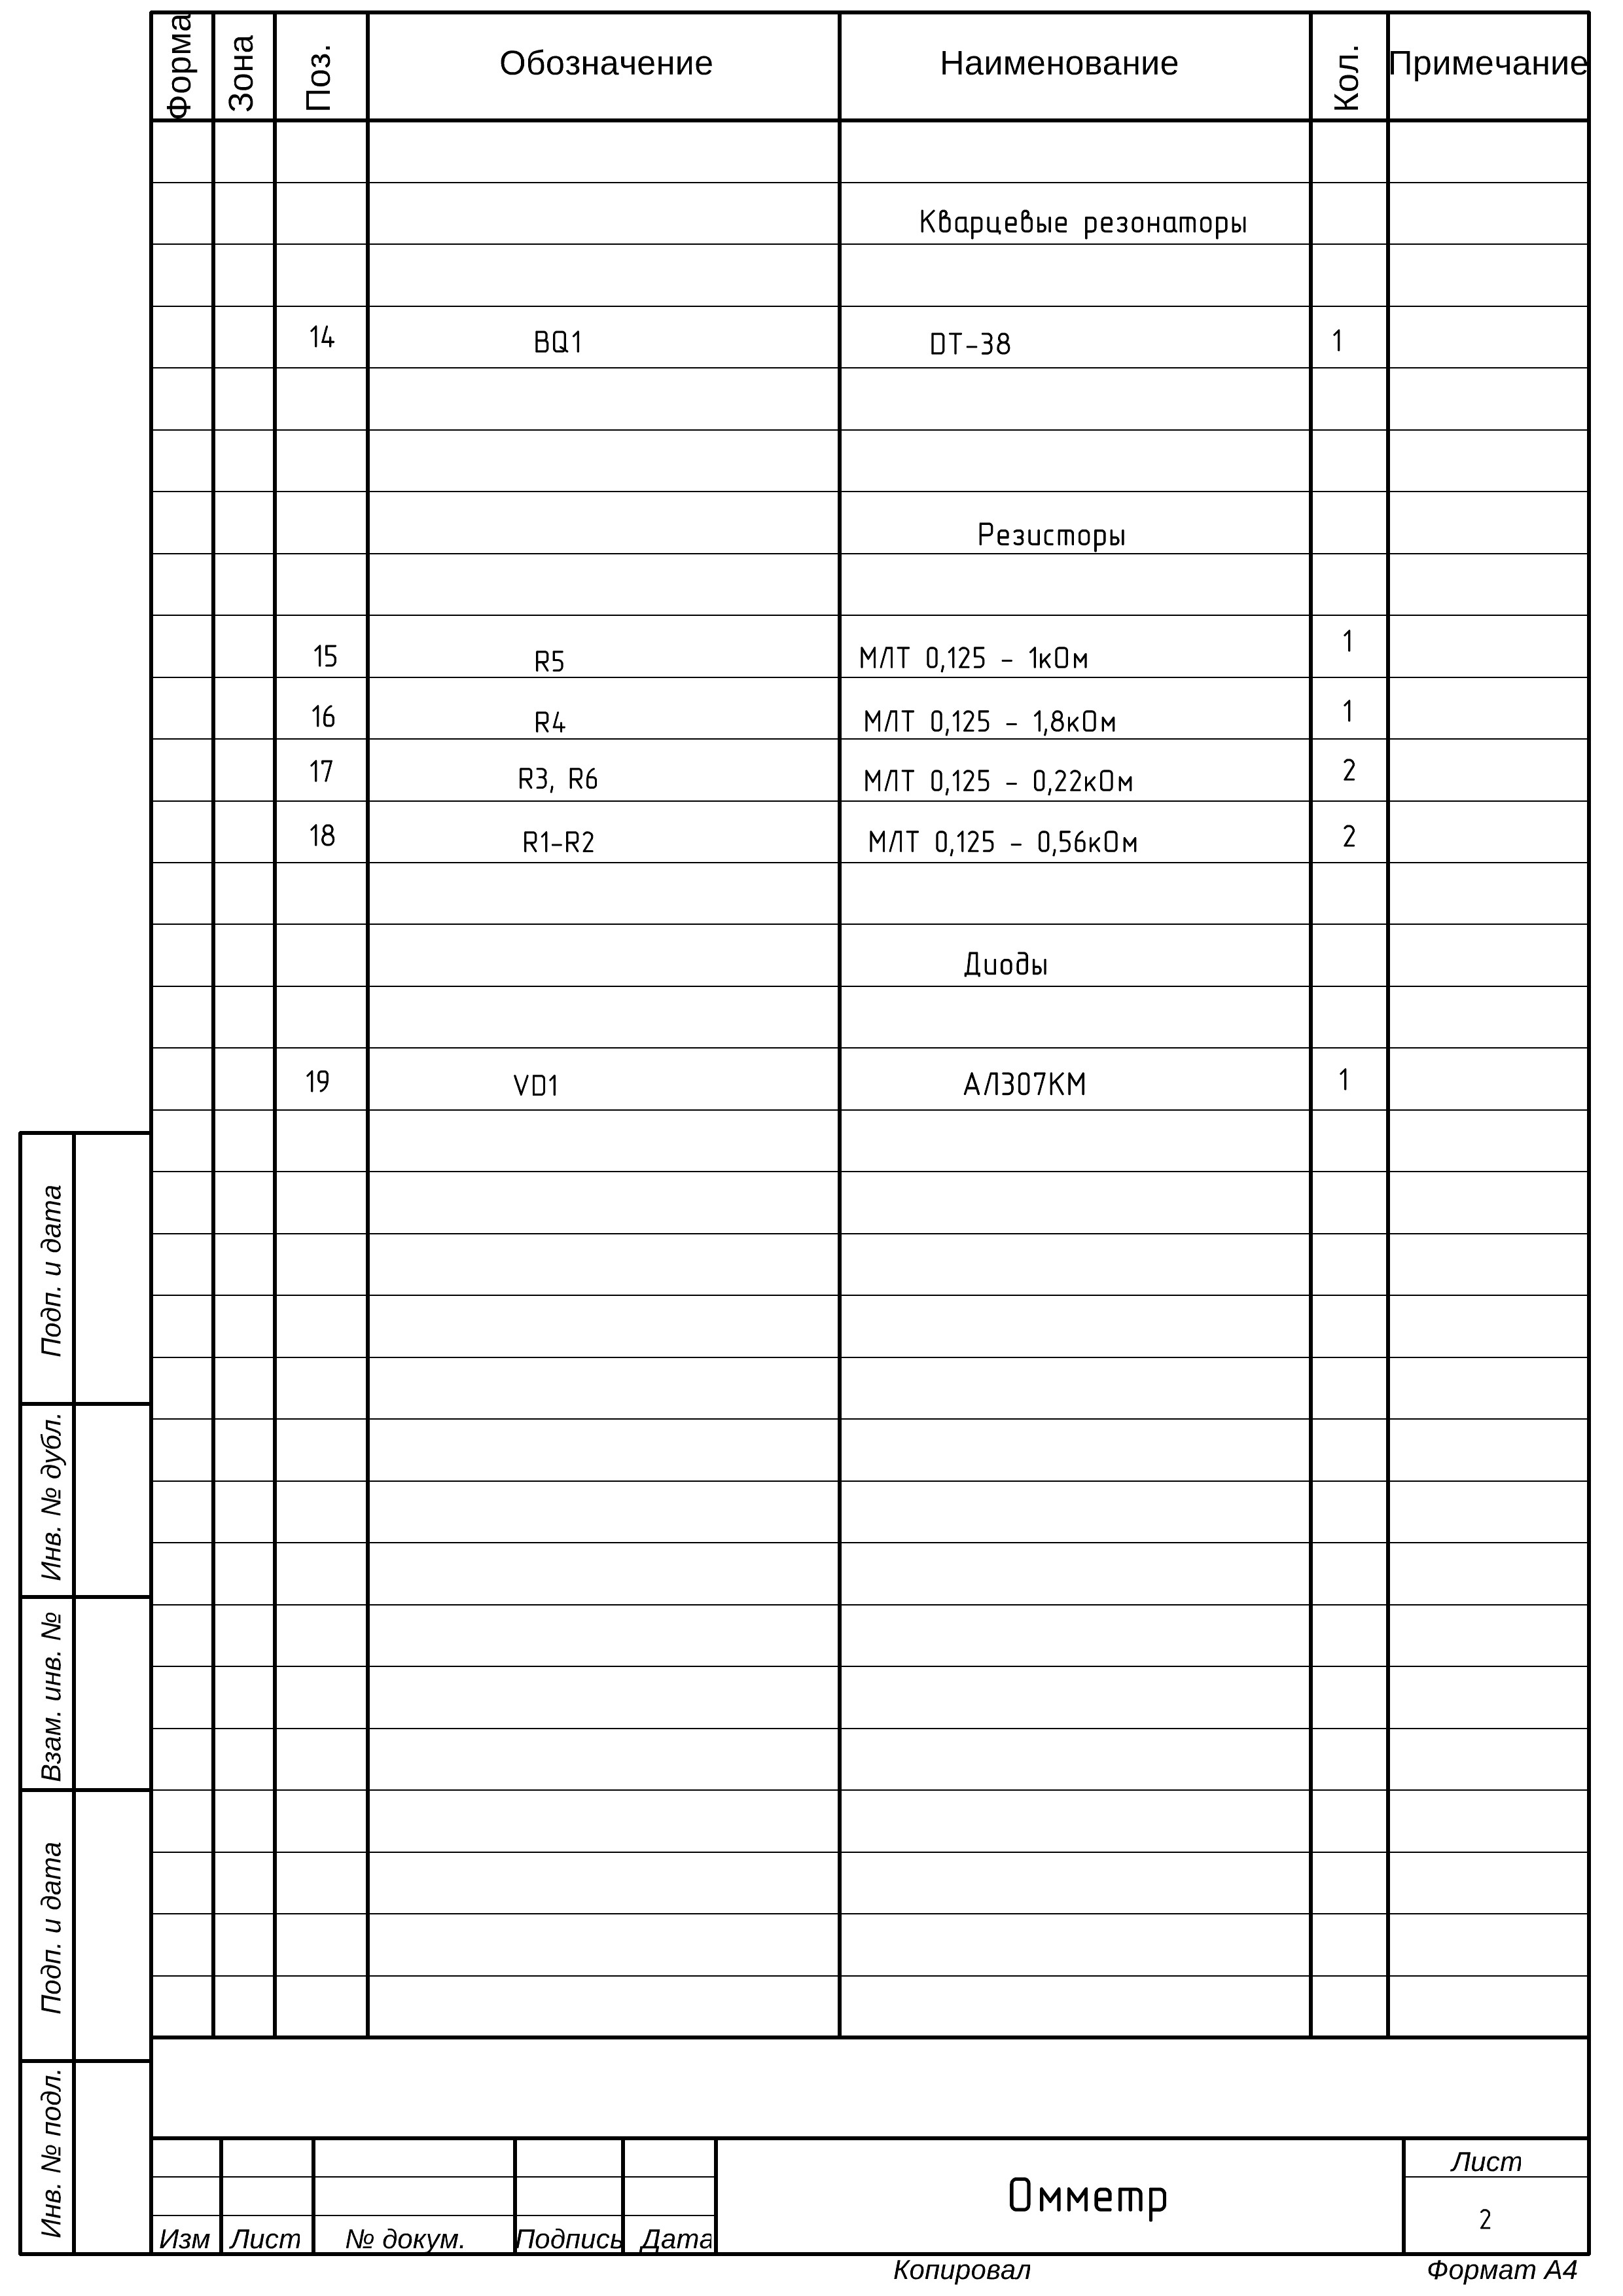 Форма Зона Поз. Обозначение Наименование Кол. Примечание
Кварцевые резонаторы
14 BQ1 DT-38 1
Резисторы
15 R5 МЛТ 0,125 - 1кОм 1
16 R4 МЛТ 0,125 - 1,8кОм 1
17 R3, R6 МЛТ 0,125 - 0,22кОм 2
18 R1-R2 МЛТ 0,125 - 0,56кОм 2
Диоды
19 VD1 АЛ307КМ 1
Подп. и дата
Инв. № дубл.
Взам. инв. №
Подп. и дата
Инв. № подл.
Омметр
Лист
2
Изм Лист № докум. Подпись Дата
Копировал Формат А4